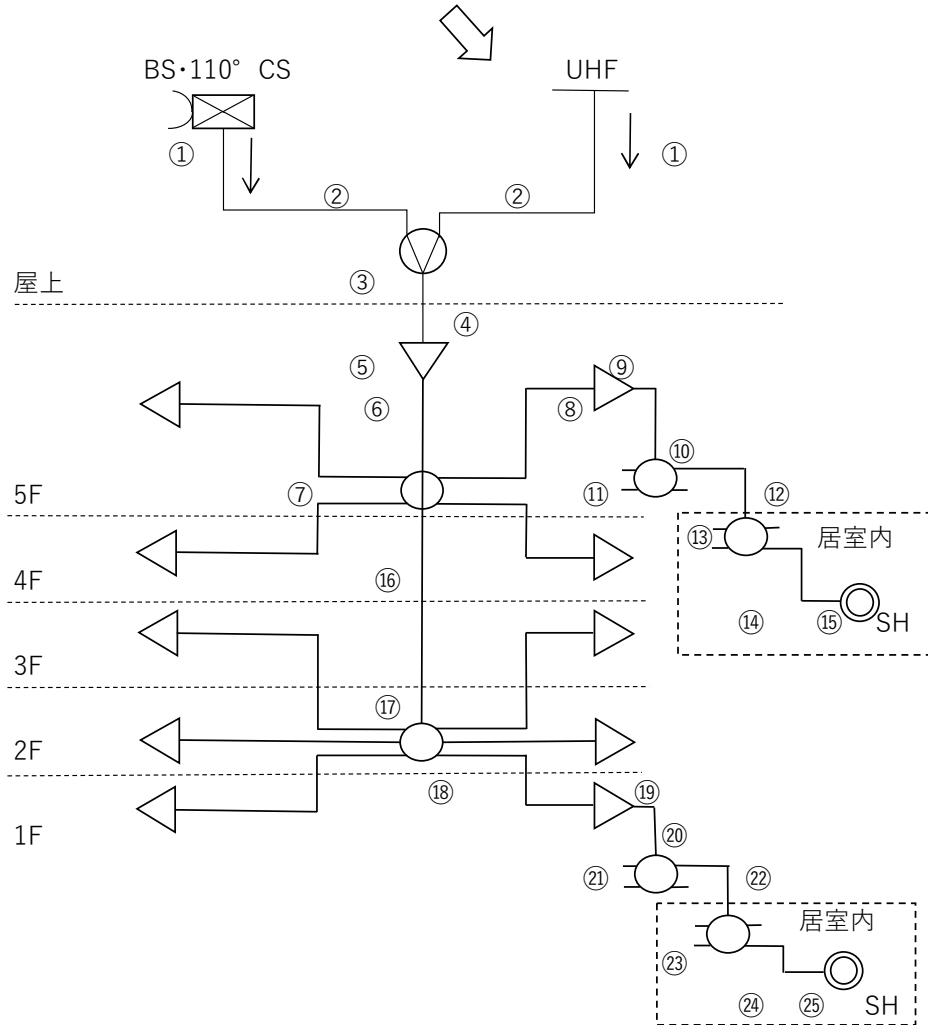 BS・110° CS
UHF
①
①
②
②
③
屋上
④
⑤
⑨
⑥
⑧
⑩
⑦
⑪
⑫
5F
⑬
居室内
4F
⑯
⑭
⑮
SH
3F
⑰
2F
⑱
⑲
1F
⑳
㉑
㉒
居室内
㉓
㉔
㉕
SH